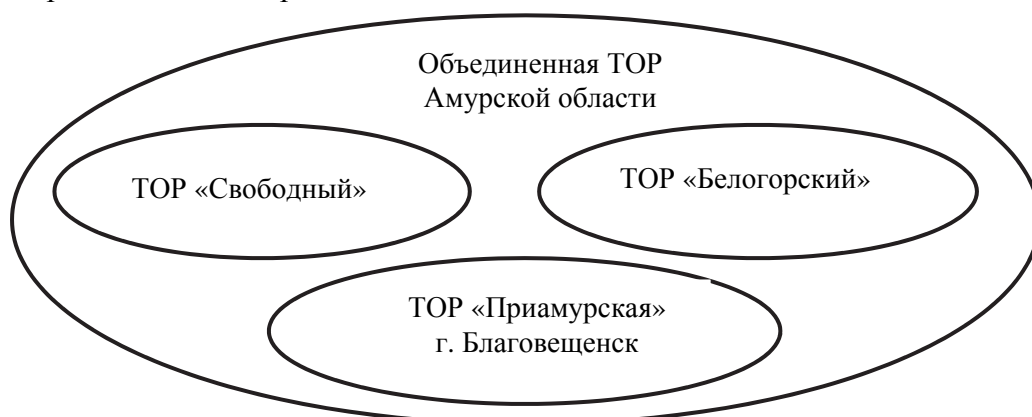 Объединенная ТОР
Амурской области
ТОР «Свободный»
ТОР «Белогорский»
ТОР «Приамурская»
г. Благовещенск